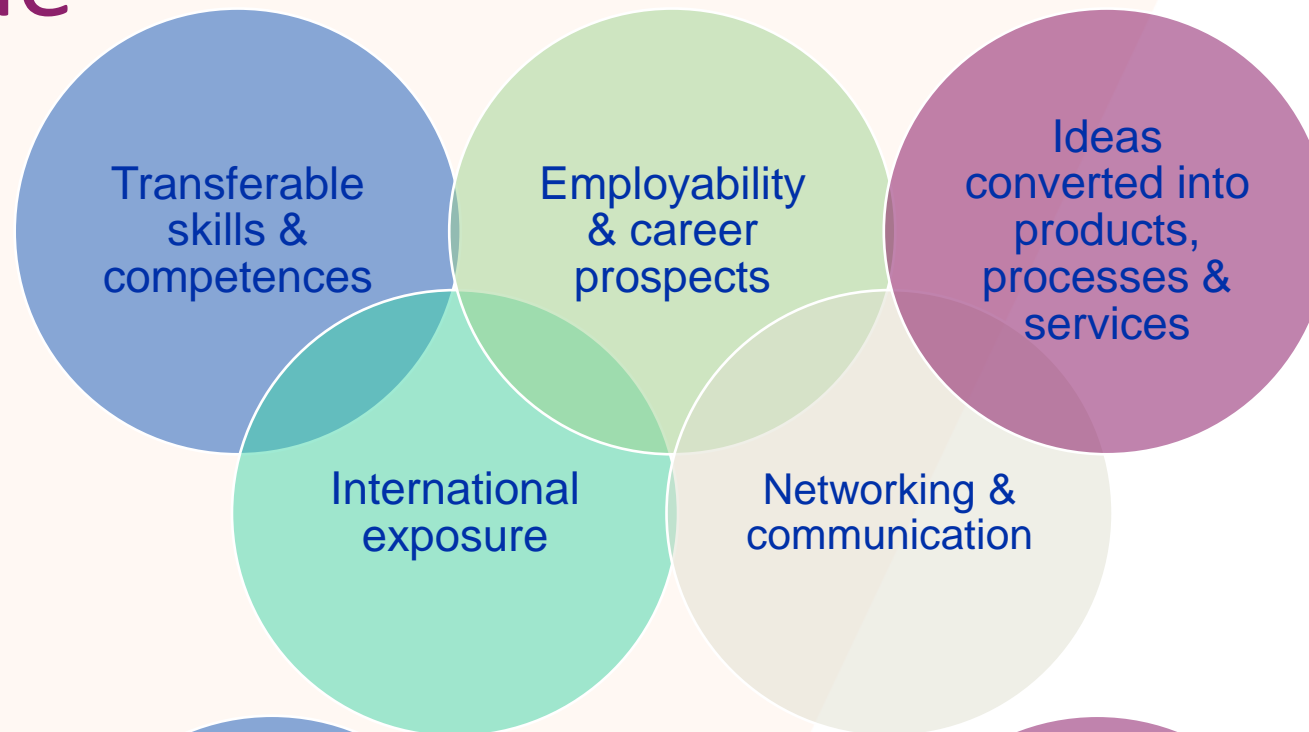 Transferable
skills &
competences
Employability
& career
prospects
Ideas
converted into
products,
processes &
services
International
exposure
Networking &
communication